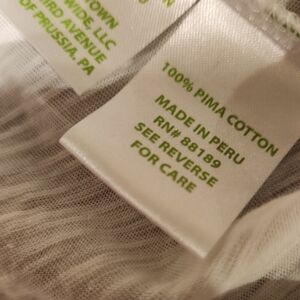 TOWN
WIDE, LLC
IRD AVENUE
OF PRUSSIA, PA
100% PIMA COTTON
MADE IN PERU
RN# 88189
SEE REVERSE
FOR CARE